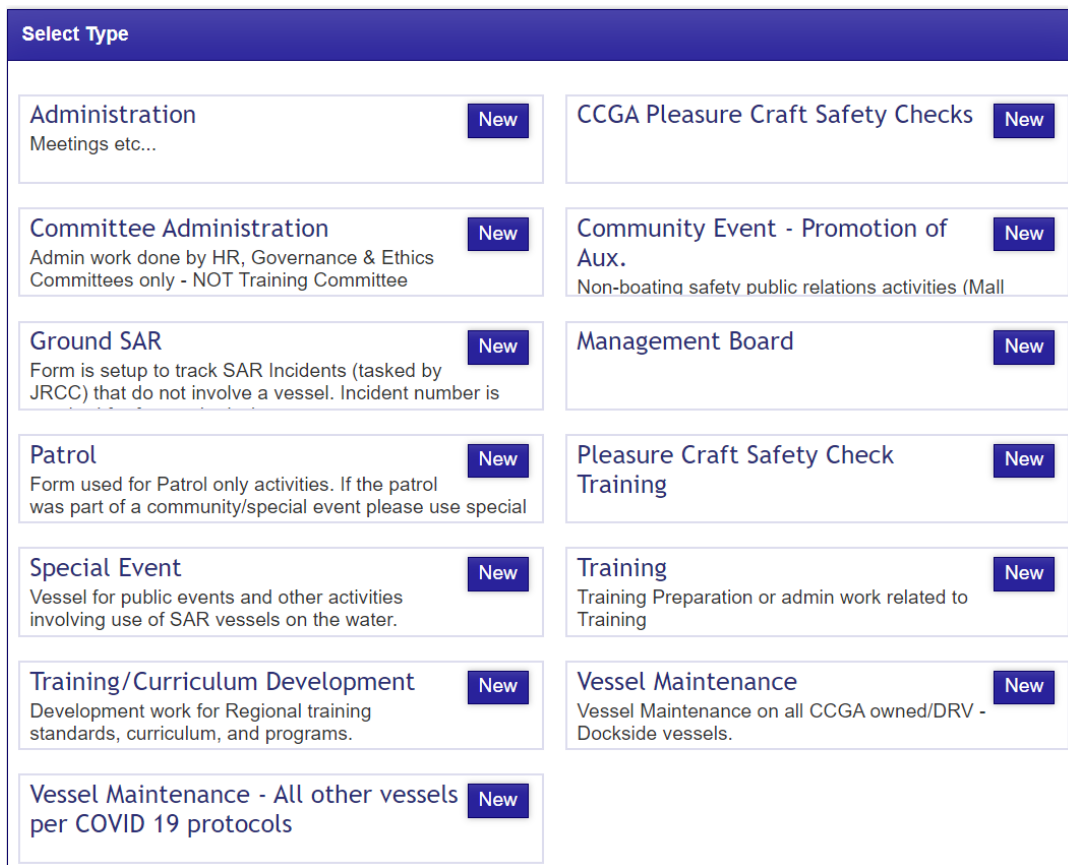 Select Type
Administration
New
Meetings etc...
CCGA Pleasure Craft Safety Checks
New
Committee Administration
New
Admin work done by HR, Governance & Ethics
Committees only - NOT Training Committee
Community Event - Promotion of
Aux.
New
Non-boating safety public relations activities (Mall
Ground SAR
New
Form is setup to track SAR Incidents (tasked by
JRCC) that do not involve a vessel. Incident number is
Management Board
New
Patrol
New
Form used for Patrol only activities. If the patrol
was part of a community/special event please use special
Pleasure Craft Safety Check
Training
New
Special Event
New
Vessel for public events and other activities
involving use of SAR vessels on the water.
Training
New
Training Preparation or admin work related to
Training
Training/Curriculum Development
New
Development work for Regional training
standards, curriculum, and programs.
Vessel Maintenance
New
Vessel Maintenance on all CCGA owned/DRV -
Dockside vessels.
Vessel Maintenance - All other vessels
per COVID 19 protocols
New